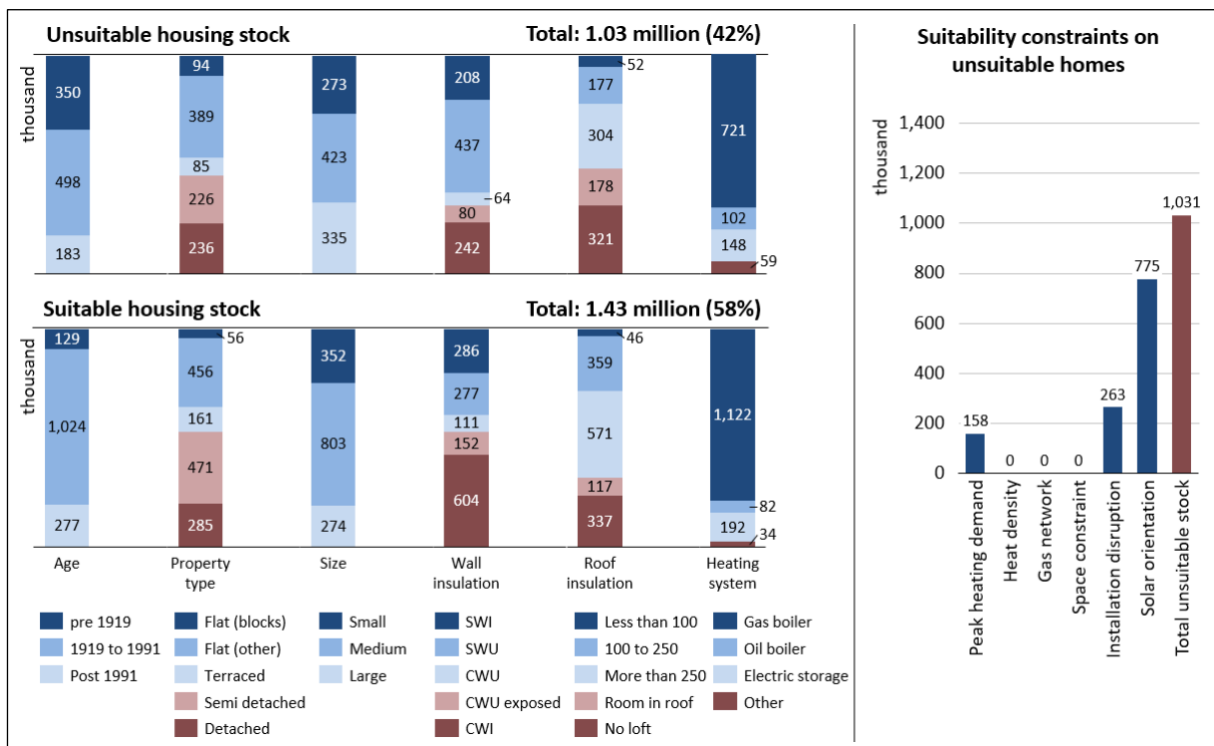 Unsuitable housing stock
Total: 1.03 million (42%)
thousand
350
498
183
94
389
85
226
236
273
423
335
208
437
64
80
242
52
177
304
178
321
721
102
148
59
Suitable housing stock
Total: 1.43 million (58%)
thousand
129
1,024
277
56
456
161
471
285
352
803
274
286
277
111
152
604
46
359
571
117
337
1,122
82
192
34
Age
Property type
Size
Wall insulation
Roof insulation
Heating system
pre 1919
1919 to 1991
Post 1991
Flat (blocks)
Flat (other)
Terraced
Semi detached
Detached
Small
Medium
Large
SWI
SWU
CWU
CWU exposed
CWI
Less than 100
100 to 250
More than 250
Room in roof
No loft
Gas boiler
Oil boiler
Electric storage
Other
Suitability constraints on
unsuitable homes
thousand
1,400
1,200
1,000
800
600
400
200
0
158
0
0
0
263
775
1,031
Peak heating demand
Heat density
Gas network
Space constraint
Installation disruption
Solar orientation
Total unsuitable stock